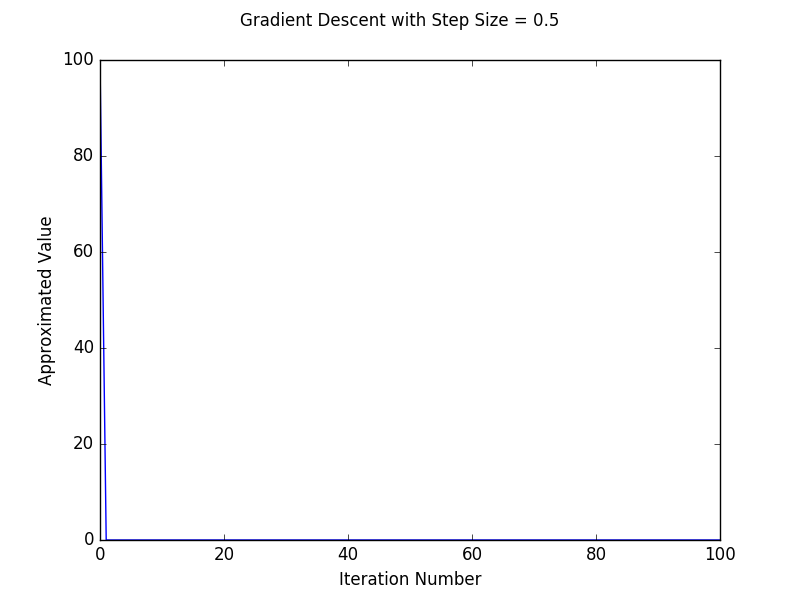 Gradient Descent with Step Size = 0.5
100
80
60
40
20
0
Approximated Value
0 20 40 60 80 100
Iteration Number